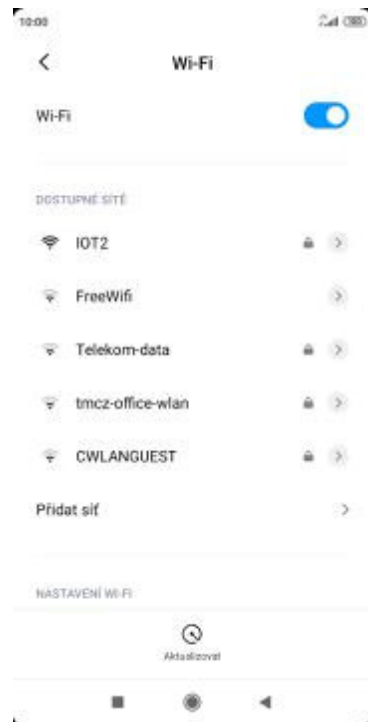 10:00
Wi-Fi
Wi-Fi
DOSTUPNÉ SÍTĚ
IOT2
FreeWifi
Telekom-data
tmcz-office-wlan
CWLANGUEST
Přidat síť
NASTAVENÍ WI-FI
Aktualizovat